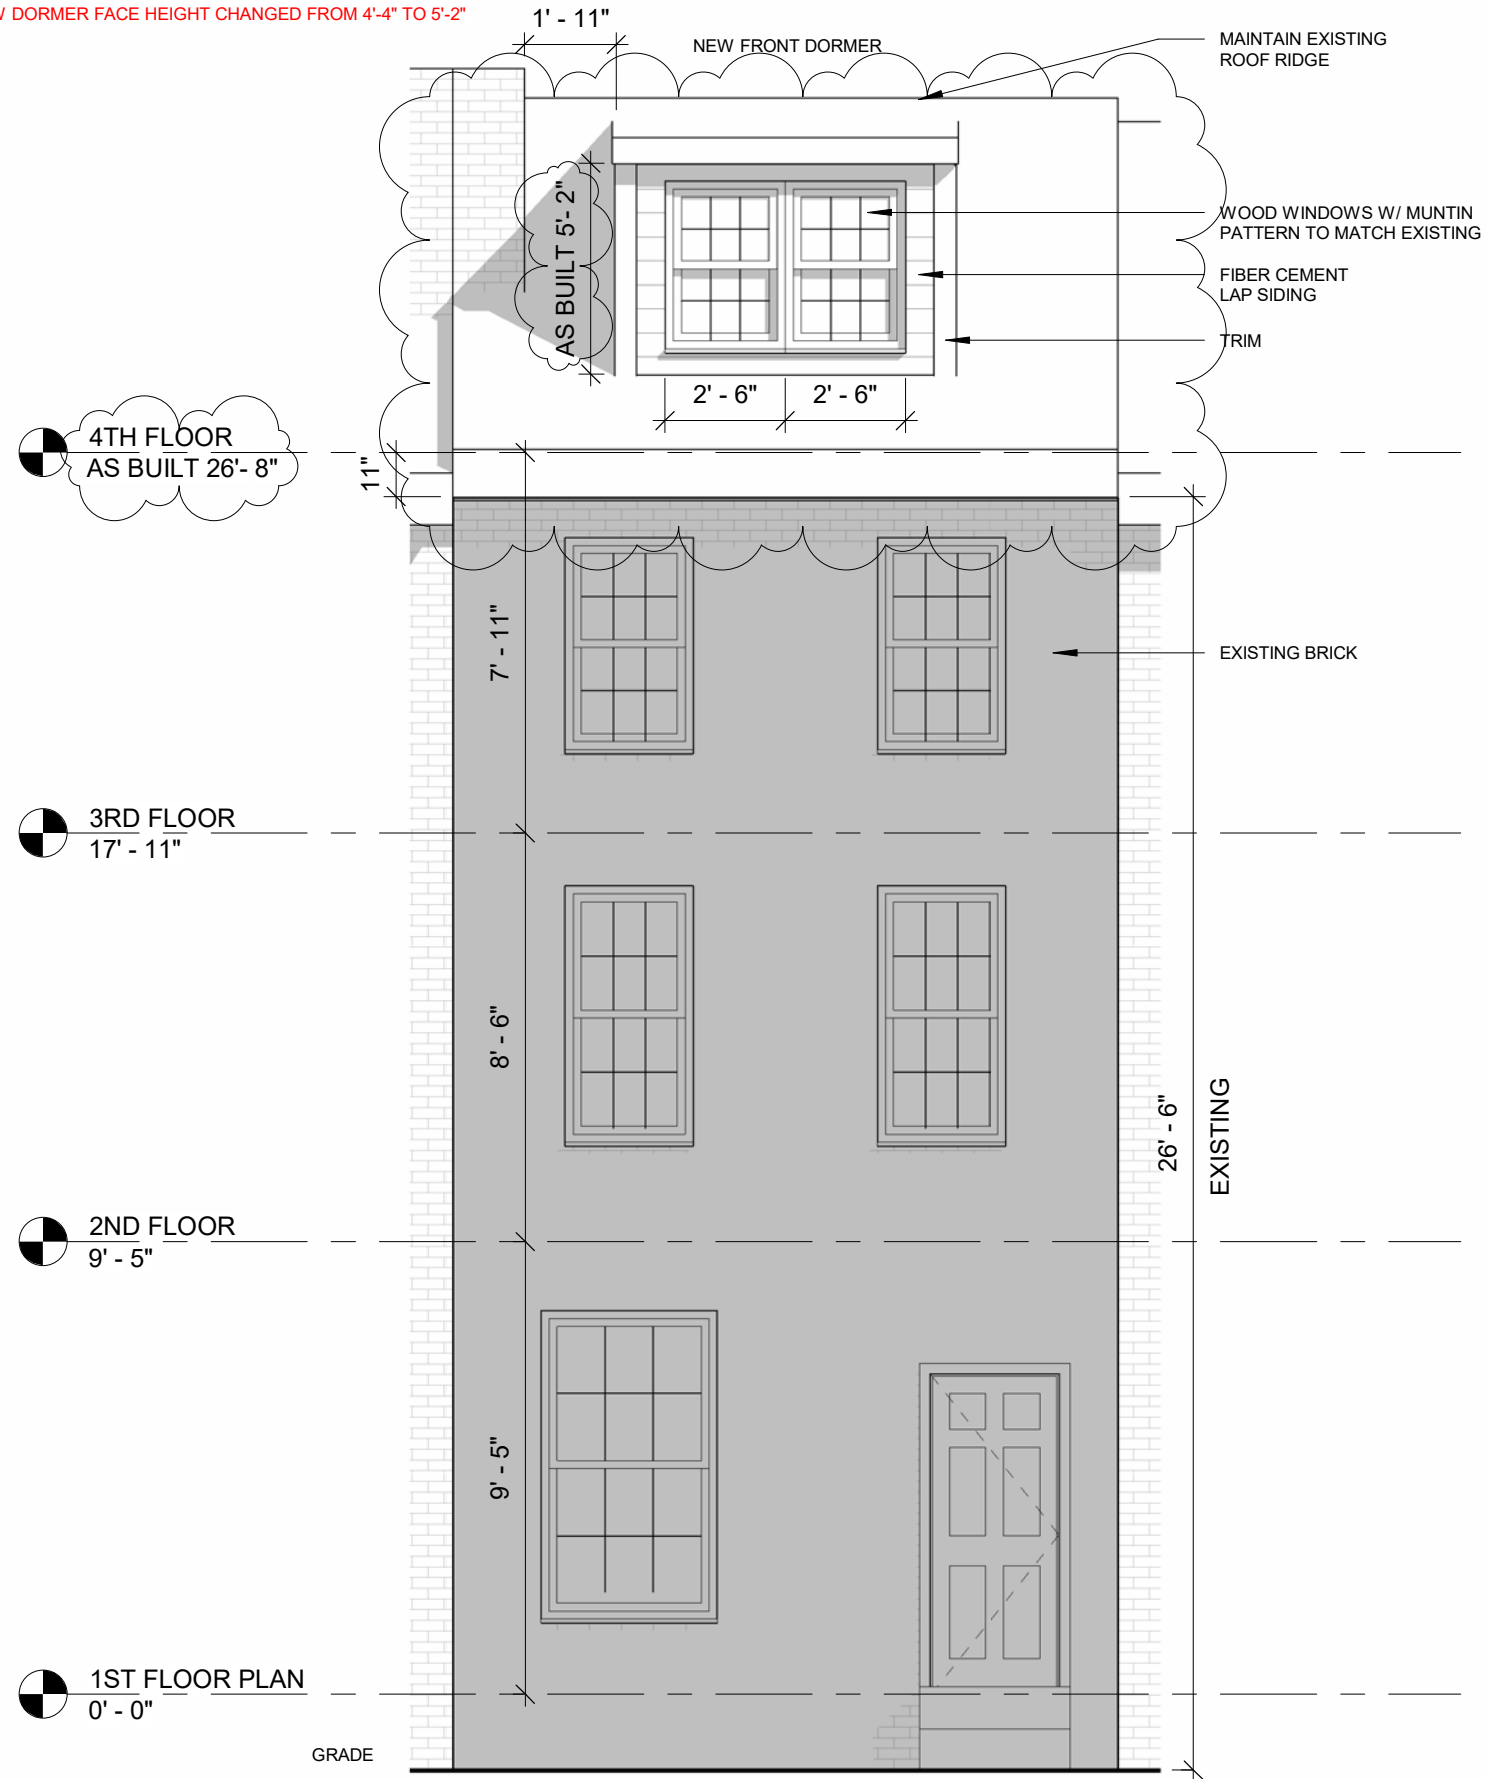 DORMER FACE HEIGHT CHANGED FROM 4'-4" TO 5'-2"
1' - 11"
NEW FRONT DORMER
MAINTAIN EXISTING
ROOF RIDGE
AS BUILT 5'- 2"
WOOD WINDOWS W/ MUNTIN
PATTERN TO MATCH EXISTING
FIBER CEMENT
LAP SIDING
TRIM
2' - 6"
2' - 6"
4TH FLOOR
AS BUILT 26'- 8"
11"
7' - 11"
EXISTING BRICK
3RD FLOOR
17' - 11"
8' - 6"
26' - 6"
EXISTING
2ND FLOOR
9' - 5"
9' - 5"
1ST FLOOR PLAN
0' - 0"
GRADE